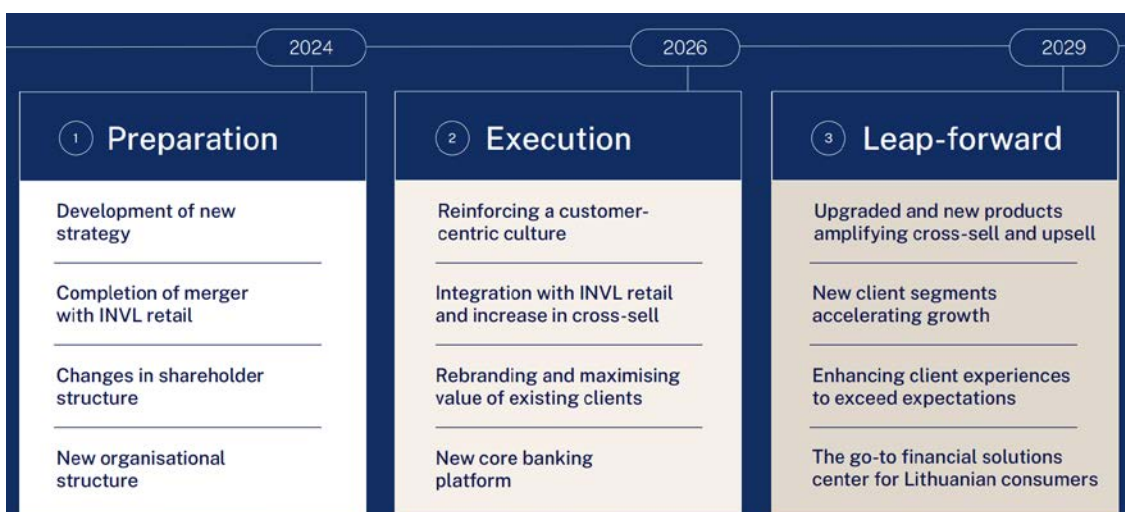 2024
2026
2029
1 Preparation
Development of new
strategy
Completion of merger
with INVL retail
Changes in shareholder
structure
New organisational
structure
2 Execution
Reinforcing a customer-
centric culture
Integration with INVL retail
and increase in cross-sell
Rebranding and maximising
value of existing clients
New core banking
platform
3 Leap-forward
Upgraded and new products
amplifying cross-sell and upsell
New client segments
accelerating growth
Enhancing client experiences
to exceed expectations
The go-to financial solutions
center for Lithuanian consumers